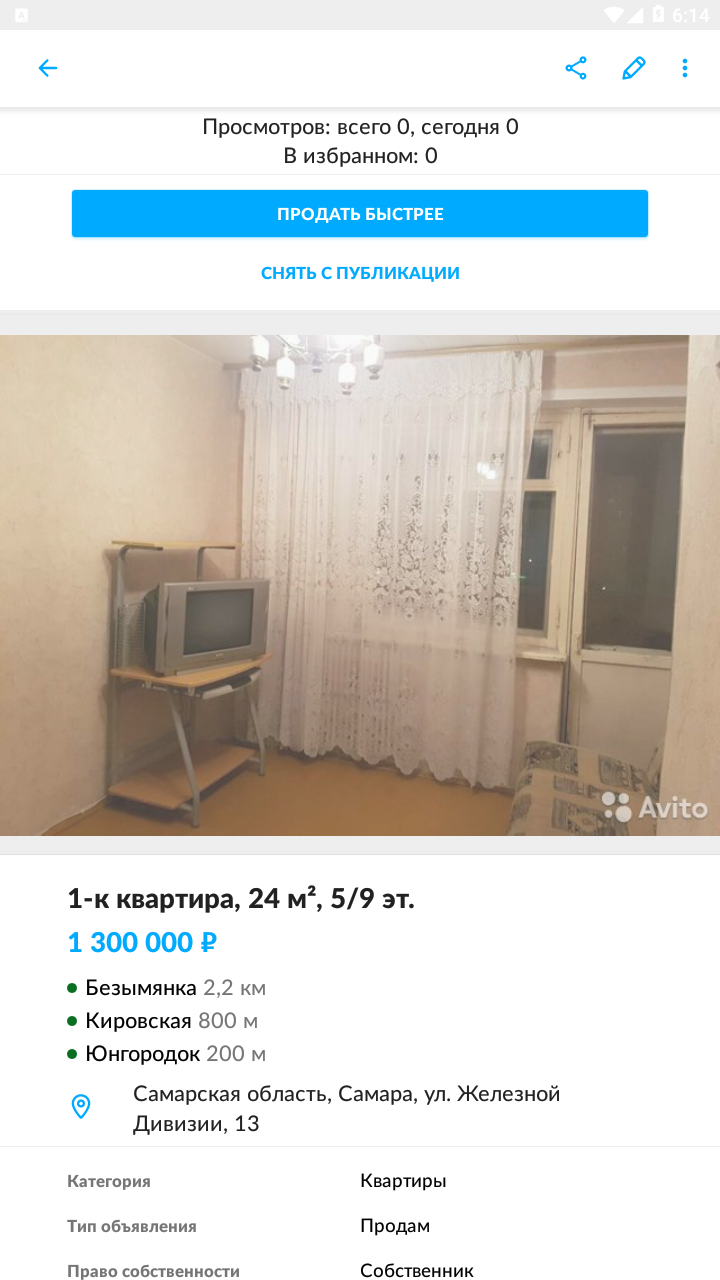 6:14
Просмотров: всего 0, сегодня 0
В избранном: 0
ПРОДАТЬ БЫСТРЕЕ
СНЯТЬ С ПУБЛИКАЦИИ
Avito
1-к квартира, 24 м², 5/9 эт.
1 300 000 ₽
Безымянка 2,2 км
Кировская 800 м
Юнгородок 200 м
Самарская область, Самара, ул. Железной
Дивизии, 13
Категория Квартиры
Тип объявления Продам
Право собственности Собственник